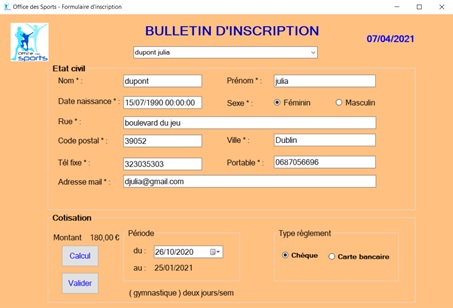 Office des Sports - Formulaire d'inscription
BULLETIN D'INSCRIPTION
07/04/2021
Office des
sports
dupont julia
Etat civil
Nom * : dupont Prénom * : julia
Date naissance * : 15/07/1990 00:00:00 Sexe * : Féminin Masculin
Rue * : boulevard du jeu
Code postal * : 39052 Ville * : Dublin
Tél fixe * : 323035303 Portable * : 0687056696
Adresse mail * : djulia@gmail.com
Cotisation
Montant 180,00 €
Calcul
Valider
Période
du : 26/10/2020
au : 25/01/2021
( gymnastique ) deux jours/sem
Type règlement
Chèque Carte bancaire